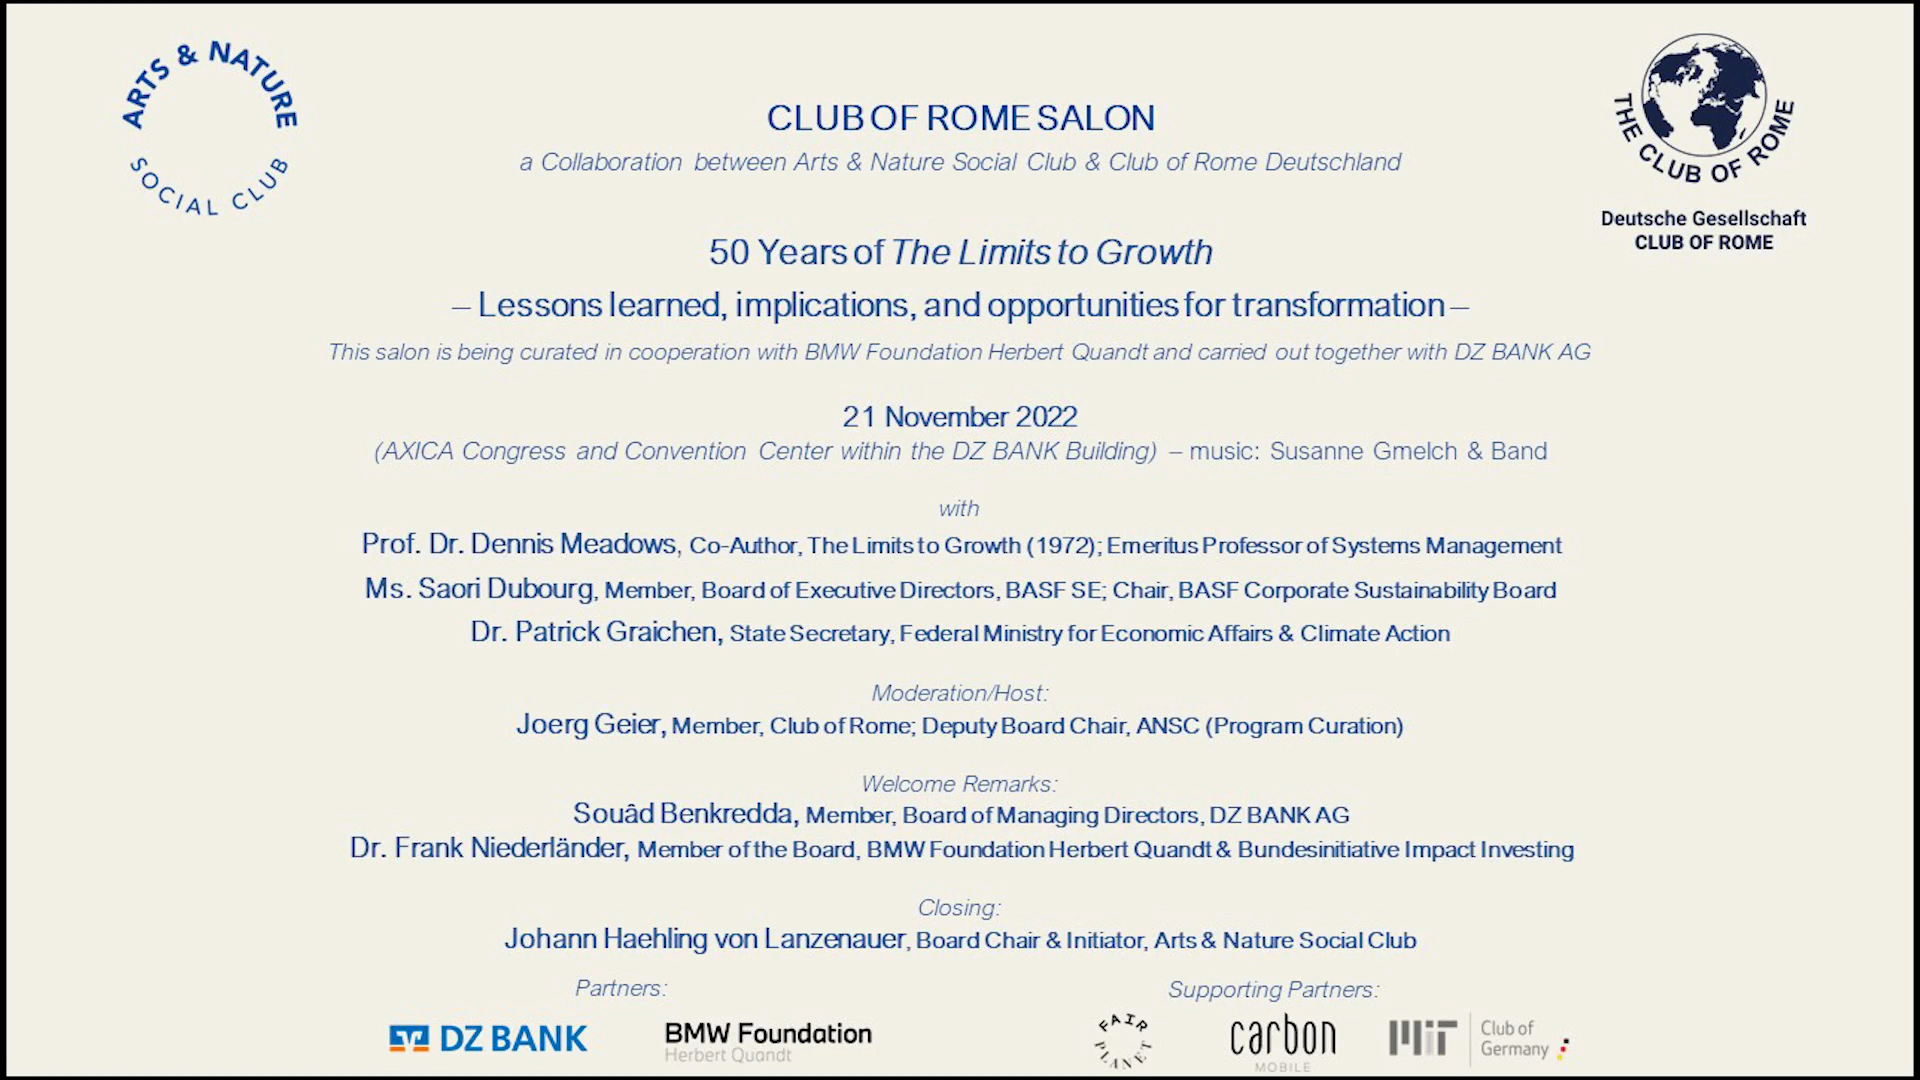 ARTS & NATURE
SOCIAL CLUB
THE CLUB OF ROME
Deutsche Gesellschaft
CLUB OF ROME
CLUB OF ROME SALON
a Collaboration between Arts & Nature Social Club & Club of Rome Deutschland
50 Years of The Limits to Growth
– Lessons learned, implications, and opportunities for transformation –
This salon is being curated in cooperation with BMW Foundation Herbert Quandt and carried out together with DZ BANK AG
21 November 2022
(AXICA Congress and Convention Center within the DZ BANK Building) – music: Susanne Gmelch & Band
with
Prof. Dr. Dennis Meadows, Co-Author, The Limits to Growth (1972); Emeritus Professor of Systems Management
Ms. Saori Dubourg, Member, Board of Executive Directors, BASF SE; Chair, BASF Corporate Sustainability Board
Dr. Patrick Graichen, State Secretary, Federal Ministry for Economic Affairs & Climate Action
Moderation/Host:
Joerg Geier, Member, Club of Rome; Deputy Board Chair, ANSC (Program Curation)
Welcome Remarks:
Souâd Benkredda, Member, Board of Managing Directors, DZ BANK AG
Dr. Frank Niederländer, Member of the Board, BMW Foundation Herbert Quandt & Bundesinitiative Impact Investing
Closing:
Johann Haehling von Lanzenauer, Board Chair & Initiator, Arts & Nature Social Club
Partners:
DZ BANK
BMW Foundation
Herbert Quandt
Supporting Partners:
FAIR
PLANET
carbon
MOBILE
MIT
Club of
Germany